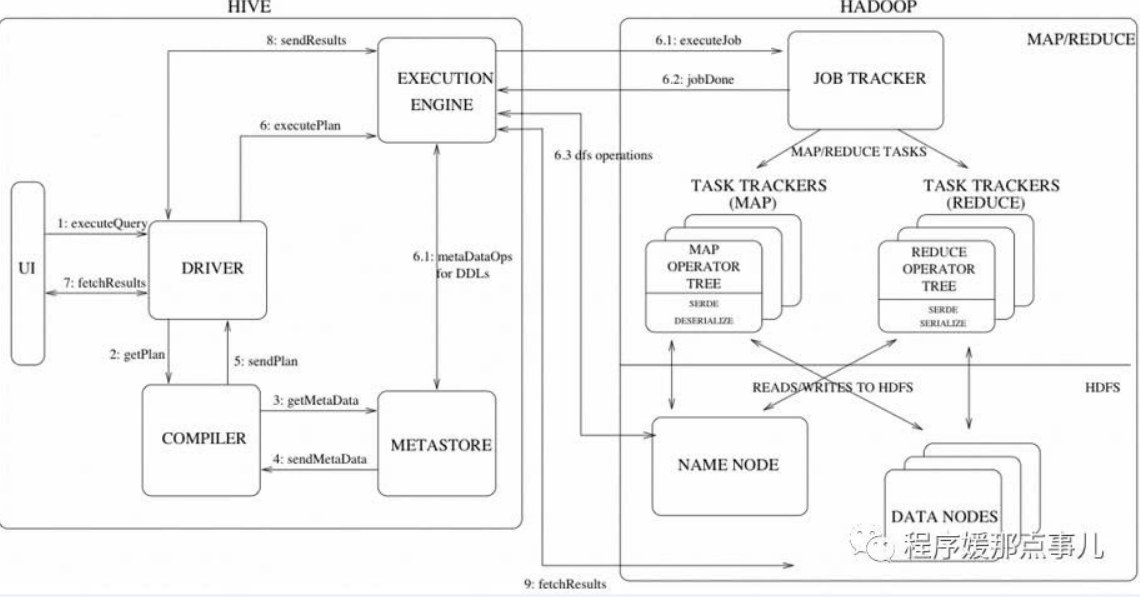 HIVE
HADOOP
8: sendResults
6.1: executeJob
MAP/REDUCE
EXECUTION
ENGINE
6.2: jobDone
JOB TRACKER
6: executePlan
6.3 dfs operations
MAP/REDUCE TASKS
TASK TRACKERS
(MAP)
TASK TRACKERS
(REDUCE)
1: executeQuery
UI
DRIVER
7: fetchResults
6.1: metaDataOps
for DDLs
MAP
OPERATOR
TREE
SERDE
DESERIALIZE
REDUCE
OPERATOR
TREE
SERDE
SERIALIZE
2: getPlan
5: sendPlan
READS/WRITES TO HDFS
HDFS
3: getMetaData
COMPILER
METASTORE
4: sendMetaData
NAME NODE
DATA NODES
程序媛那点事儿
9: fetchResults